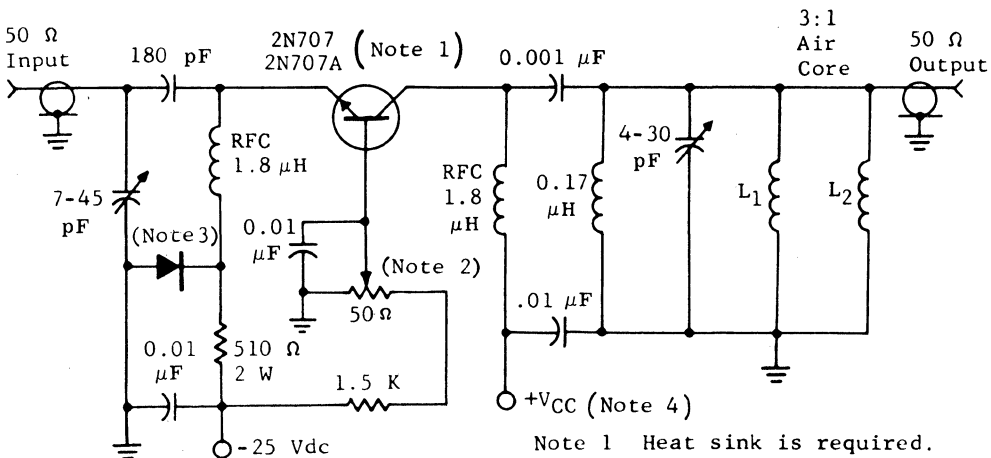 50 Ω
Input
180 pF
2N707
2N707A
(Note 1)
0.001 μF
3:1
Air
Core
50 Ω
Output
RFC
1.8 μH
7-45
pF
(Note 3)
0.01
μF
(Note 2)
50Ω
RFC
1.8
μH
0.17
μH
4-30
pF
L1
L2
.01 μF
0.01
μF
510 Ω
2 W
1.5 K
-25 Vdc
+VCC (Note 4)
Note 1 Heat sink is required.